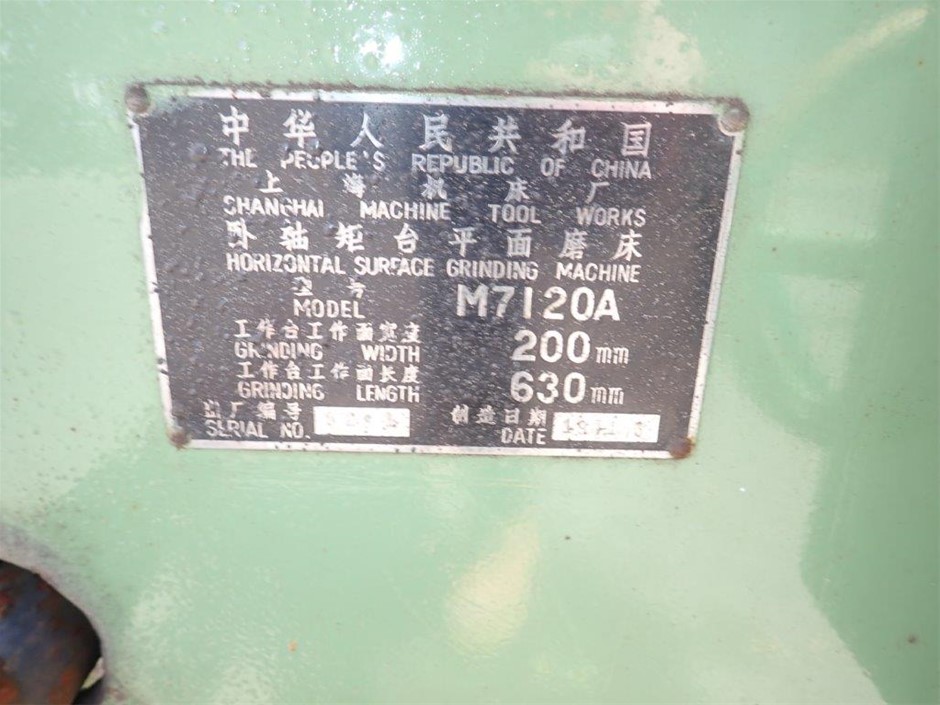 中华人民共和国
THE PEOPLE'S REPUBLIC OF CHINA
上海机床厂
SHANGHAI MACHINE TOOL WORKS
卧轴矩台平面磨床
HORIZONTAL SURFACE GRINDING MACHINE
型号
MODEL M7120A
工作台工作面宽度
GRINDING WIDTH 200mm
工作台工作面长度
GRINDING LENGTH 630mm
出厂编号 创造日期
SERIAL NO. DATE